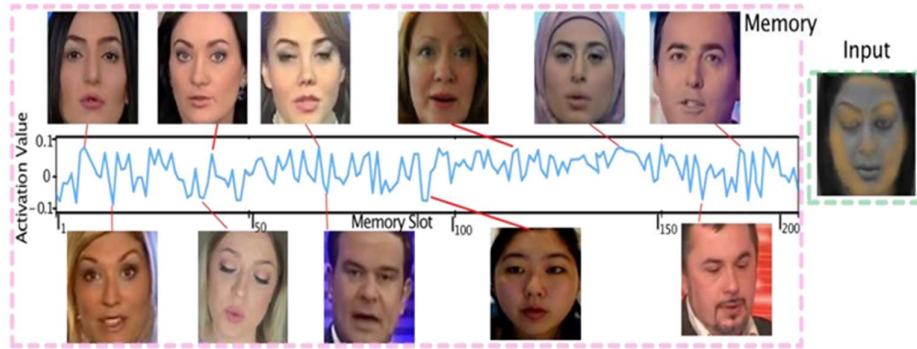 Memory
Input
Activation Value
0.1
0
-0.1
1
50
Memory Slot
100
150
200